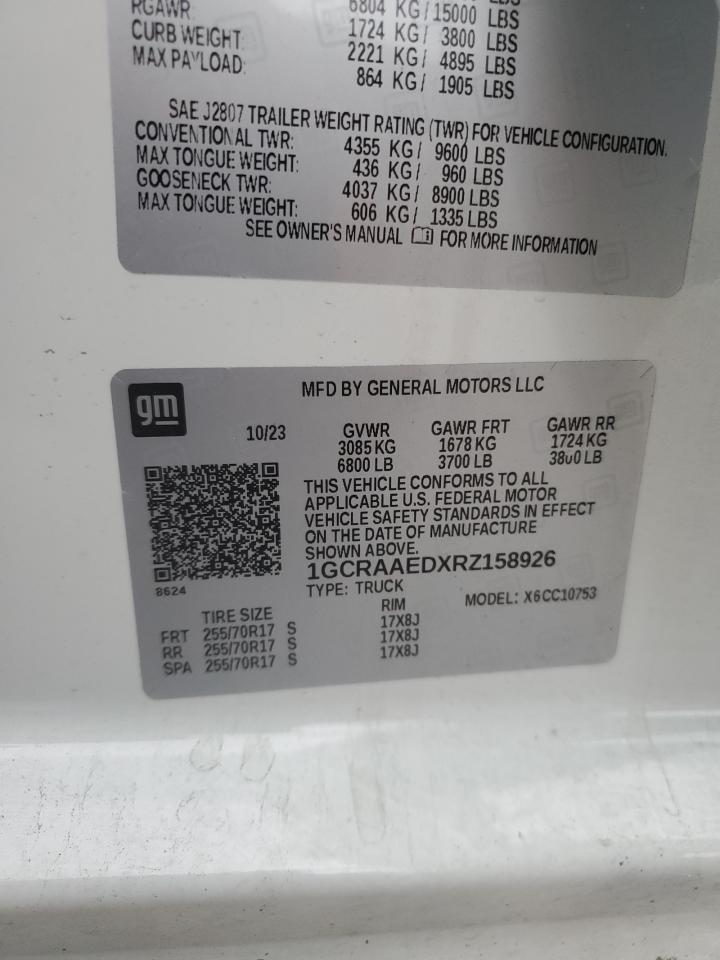 LBS
RGAWR: 6804 KG/15000 LBS
CURB WEIGHT: 1724 KG/ 3800 LBS
MAX PAYLOAD: 2221 KG/ 4895 LBS
864 KG/ 1905 LBS
SAE J2807 TRAILER WEIGHT RATING (TWR) FOR VEHICLE CONFIGURATION.
CONVENTIONAL TWR: 4355 KG/ 9600 LBS
MAX TONGUE WEIGHT: 436 KG/ 960 LBS
GOOSENECK TWR: 4037 KG/ 8900 LBS
MAX TONGUE WEIGHT: 606 KG/ 1335 LBS
SEE OWNER'S MANUAL FOR MORE INFORMATION
gm
MFD BY GENERAL MOTORS LLC
10/23 GVWR GAWR FRT GAWR RR
3085 KG 1678 KG 1724 KG
6800 LB 3700 LB 3800 LB
THIS VEHICLE CONFORMS TO ALL
APPLICABLE U.S. FEDERAL MOTOR
VEHICLE SAFETY STANDARDS IN EFFECT
ON THE DATE OF MANUFACTURE
SHOWN ABOVE.
1GCRAAEDXRZ158926
8624
TYPE: TRUCK MODEL: X6CC10753
TIRE SIZE RIM
FRT 255/70R17 S 17X8J
RR 255/70R17 S 17X8J
SPA 255/70R17 S 17X8J